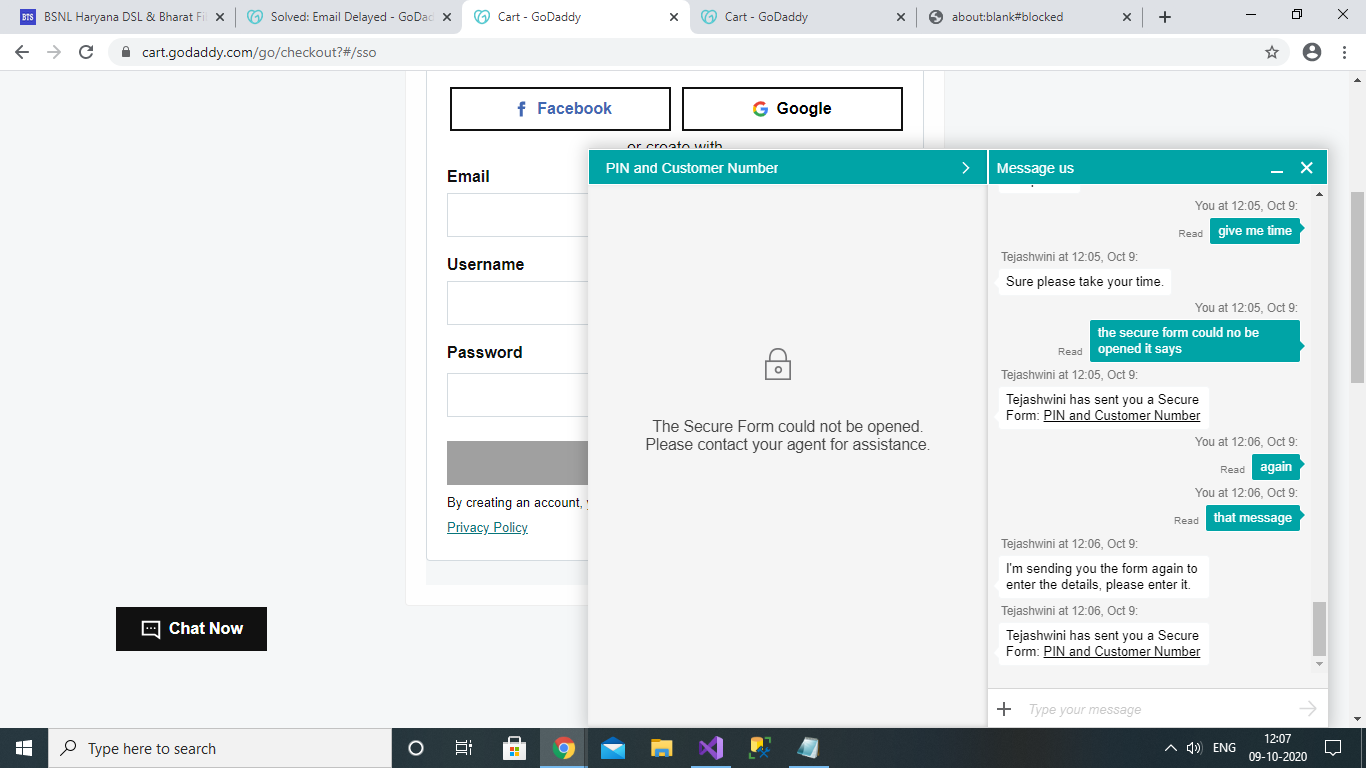 BSNL Haryana DSL & Bharat Fi
Solved: Email Delayed - GoDad
Cart - GoDaddy
Cart - GoDaddy
about:blank#blocked
cart.godaddy.com/go/checkout?#/sso
Facebook
Google
or create with
Email
Username
Password
By creating an account,
Privacy Policy
Chat Now
PIN and Customer Number
The Secure Form could not be opened.
Please contact your agent for assistance.
Message us
You at 12:05, Oct 9:
Read
give me time
Tejashwini at 12:05, Oct 9:
Sure please take your time.
You at 12:05, Oct 9:
Read
the secure form could no be
opened it says
Tejashwini at 12:05, Oct 9:
Tejashwini has sent you a Secure
Form: PIN and Customer Number
You at 12:06, Oct 9:
Read
again
You at 12:06, Oct 9:
Read
that message
Tejashwini at 12:06, Oct 9:
I'm sending you the form again to
enter the details, please enter it.
Tejashwini at 12:06, Oct 9:
Tejashwini has sent you a Secure
Form: PIN and Customer Number
Type your message
Type here to search
ENG
12:07
09-10-2020